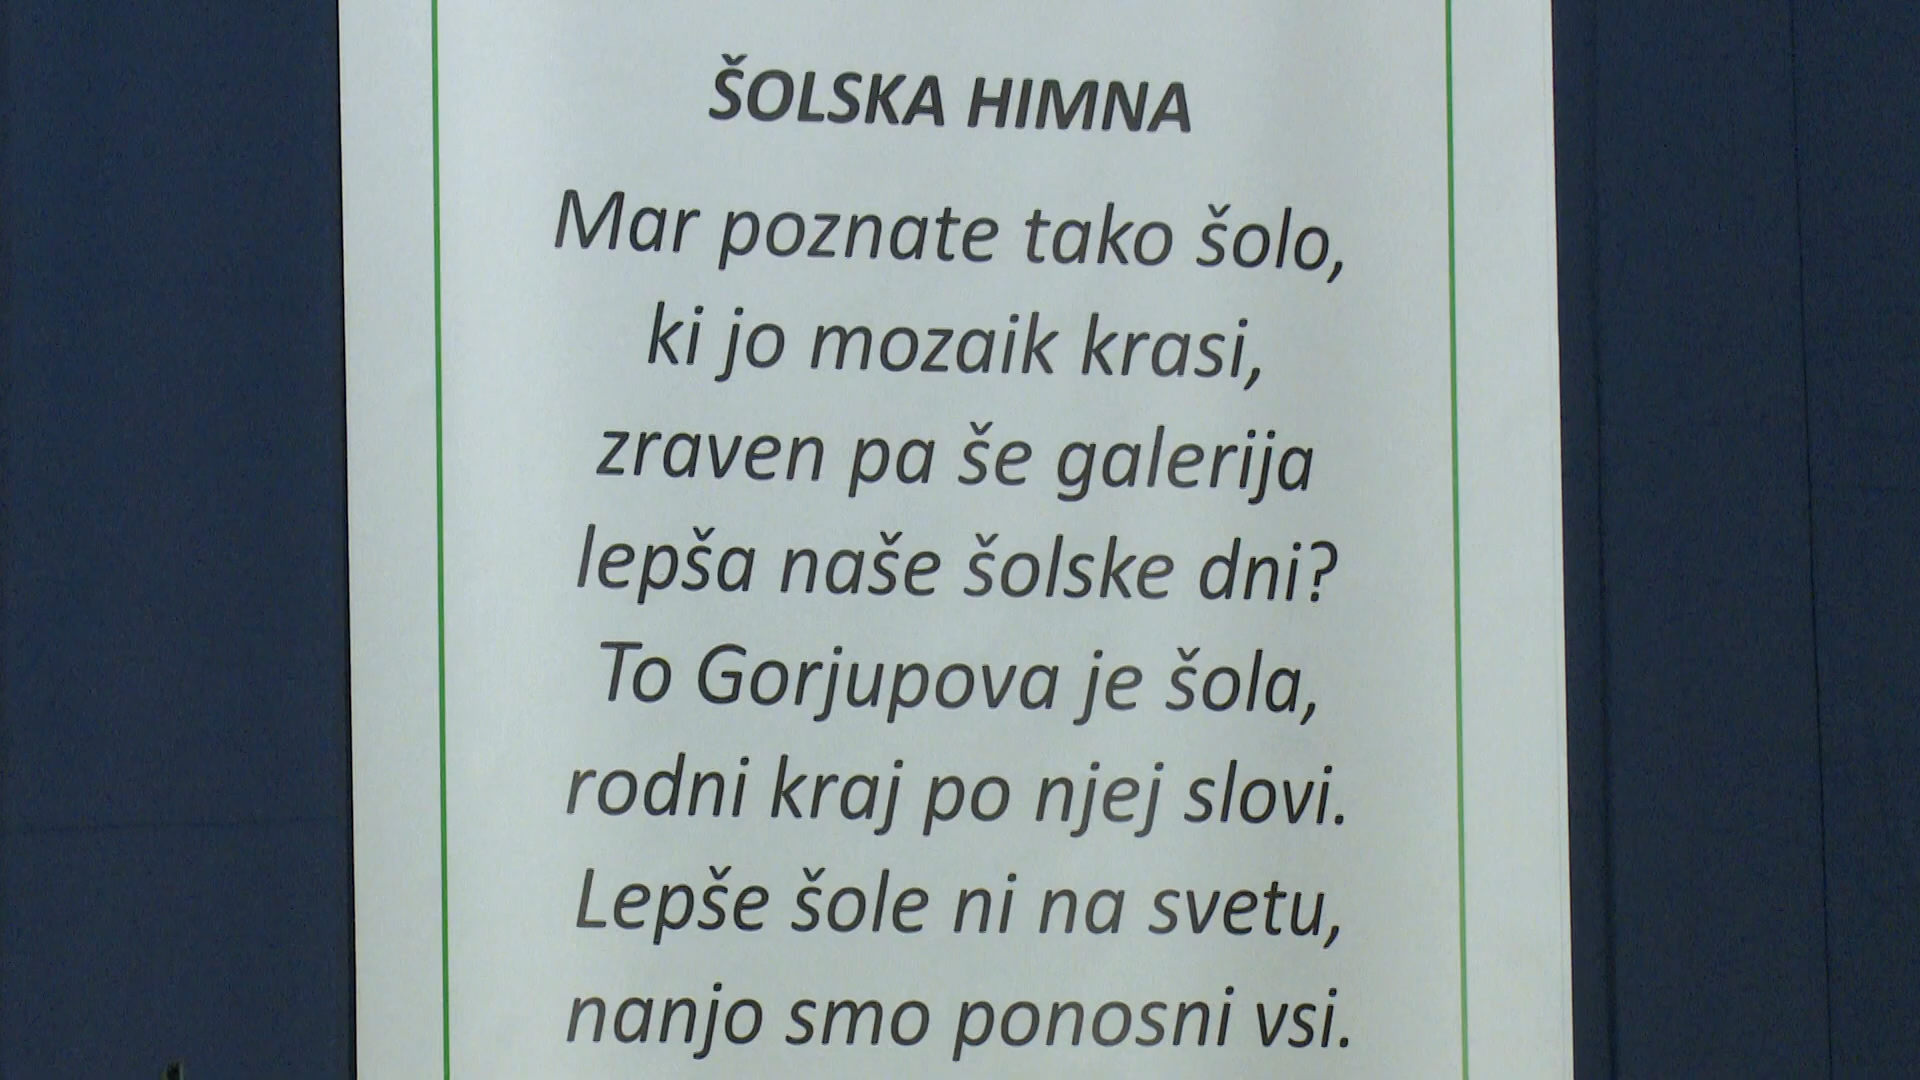 ŠOLSKA HIMNA
Mar poznate tako šolo,
ki jo mozaik krasi,
zraven pa še galerija
lepša naše šolske dni?
To Gorjupova je šola,
rodni kraj po njej slovi.
Lepše šole ni na svetu,
nanjo smo ponosni vsi.